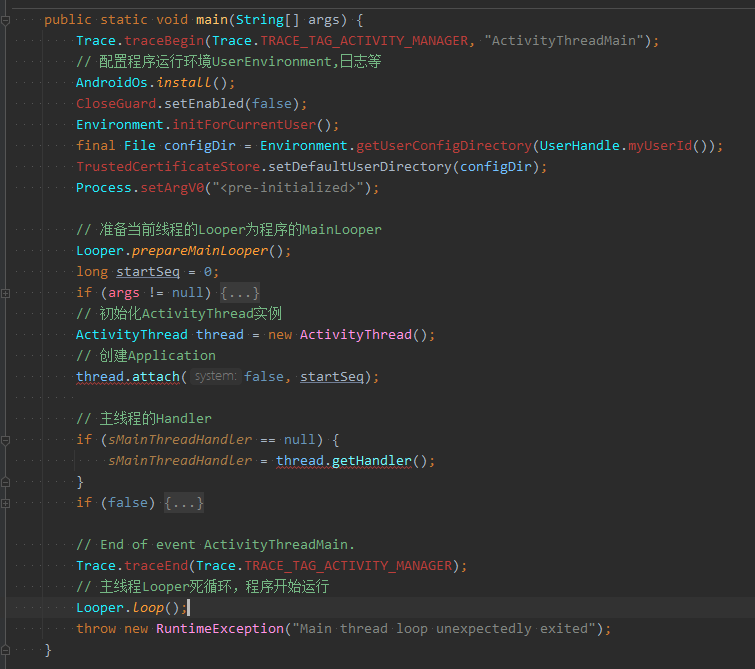 public static void main(String[] args) {
Trace.traceBegin(Trace.TRACE_TAG_ACTIVITY_MANAGER, "ActivityThreadMain");
// 配置程序运行环境UserEnvironment,日志等
AndroidOs.install();
CloseGuard.setEnabled(false);
Environment.initForCurrentUser();
final File configDir = Environment.getUserConfigDirectory(UserHandle.myUserId());
TrustedCertificateStore.setDefaultUserDirectory(configDir);
Process.setArgV0("<pre-initialized>");
// 准备当前线程的Looper为程序的MainLooper
Looper.prepareMainLooper();
long startSeq = 0;
if (args != null) {...}
// 初始化ActivityThread实例
ActivityThread thread = new ActivityThread();
// 创建Application
thread.attach( system: false, startSeq);
// 主线程的Handler
if (sMainThreadHandler == null) {
sMainThreadHandler = thread.getHandler();
}
if (false) {...}
// End of event ActivityThreadMain.
Trace.traceEnd(Trace.TRACE_TAG_ACTIVITY_MANAGER);
// 主线程Looper死循环，程序开始运行
Looper.loop();
throw new RuntimeException("Main thread loop unexpectedly exited");
}